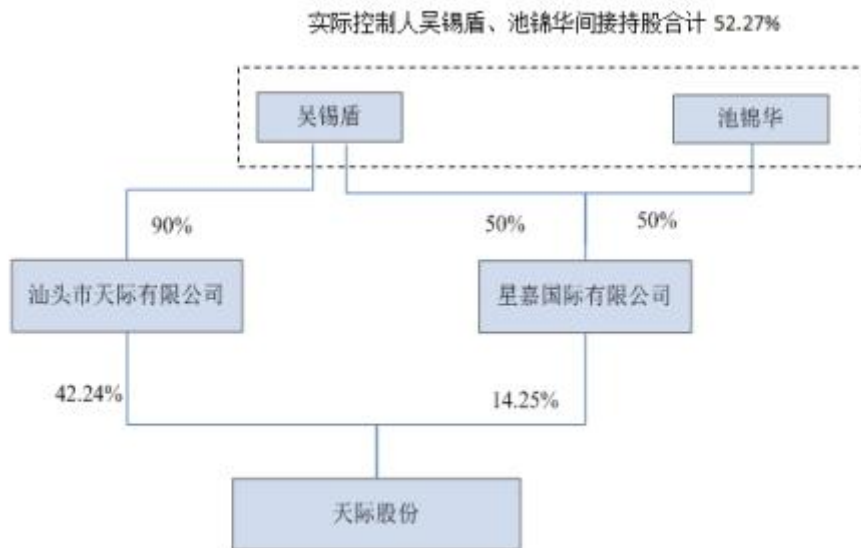 实际控制人吴锡盾、池锦华间接持股合计 52.27%
吴锡盾
池锦华
90%
50%
50%
汕头市天际有限公司
星嘉国际有限公司
42.24%
14.25%
天际股份